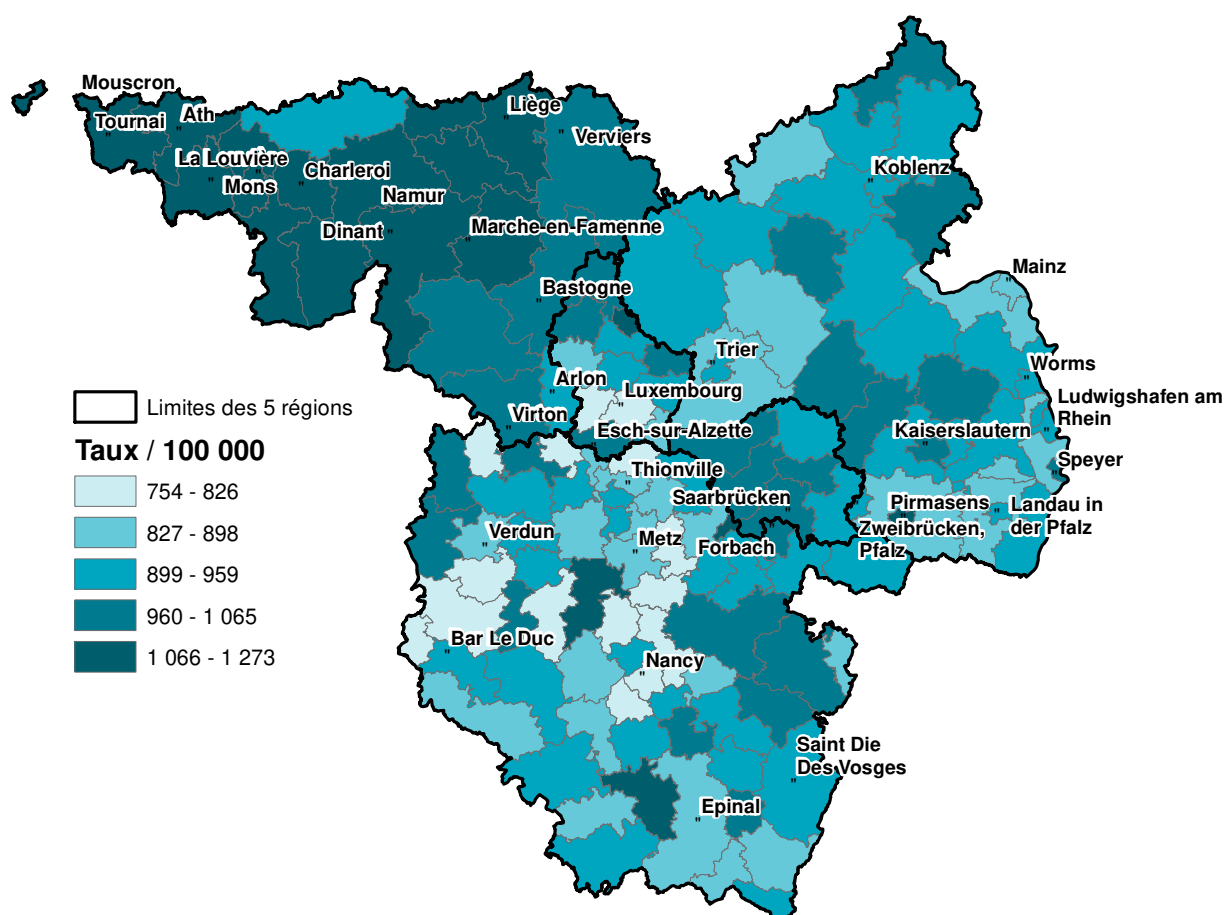 Mouscron
Ath
Tournai
La Louvière
Mons
Charleroi
Namur
Liège
Verviers
Dinant
Marche-en-Famenne
Bastogne
Koblenz
Mainz
Trier
Worms
Arlon
Luxembourg
Ludwigshafen am
Rhein
Virton
Esch-sur-Alzette
Kaiserslautern
Thionville
Speyer
Saarbrücken
Pirmasens
Landau in
der Pfalz
Verdun
Metz
Forbach
Zweibrücken,
Pfalz
Bar Le Duc
Nancy
Saint Die
Des Vosges
Epinal
Limites des 5 régions
Taux / 100 000
754 - 826
827 - 898
899 - 959
960 - 1 065
1 066 - 1 273